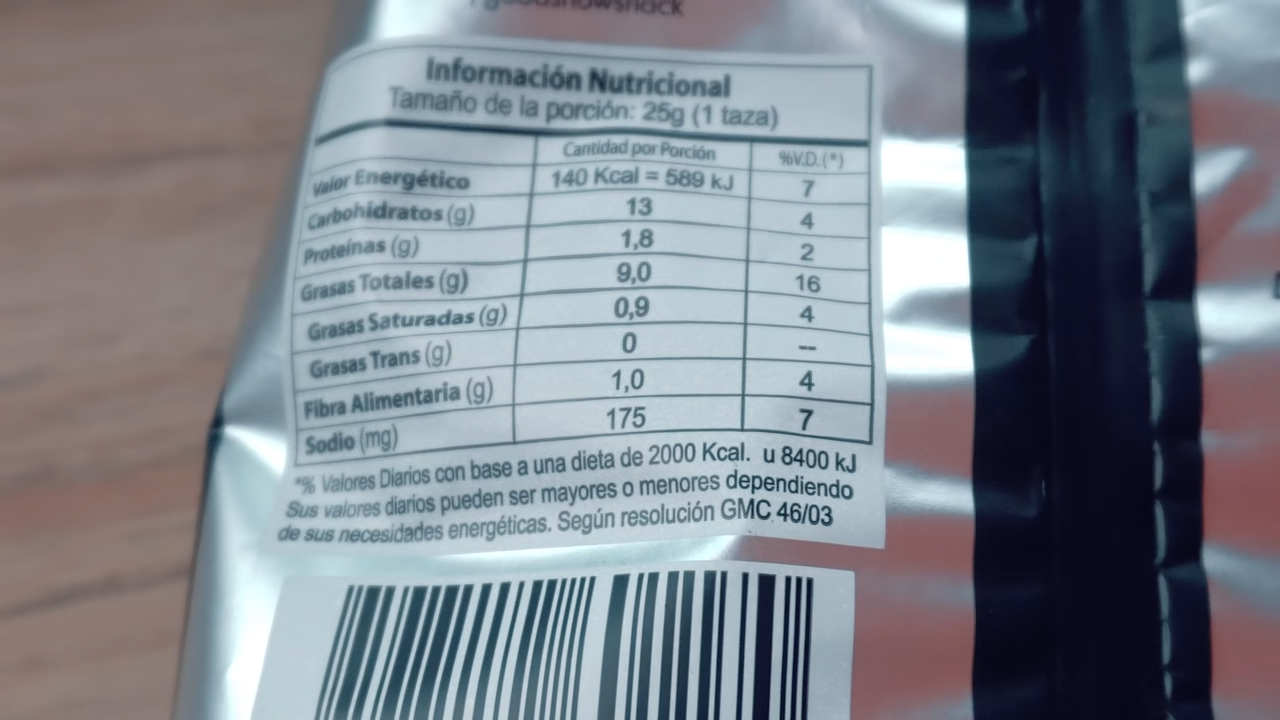 Información Nutricional
Tamaño de la porción: 25g (1 taza)
Cantidad por Porción %V.D.(*)
Valor Energético 140 Kcal = 589 kJ 7
Carbohidratos (g) 13 4
Proteínas (g) 1,8 2
Grasas Totales (g) 9,0 16
Grasas Saturadas (g) 0,9 4
Grasas Trans (g) 0 --
Fibra Alimentaria (g) 1,0 4
Sodio (mg) 175 7
*% Valores Diarios con base a una dieta de 2000 Kcal. u 8400 kJ
Sus valores diarios pueden ser mayores o menores dependiendo
de sus necesidades energéticas. Según resolución GMC 46/03